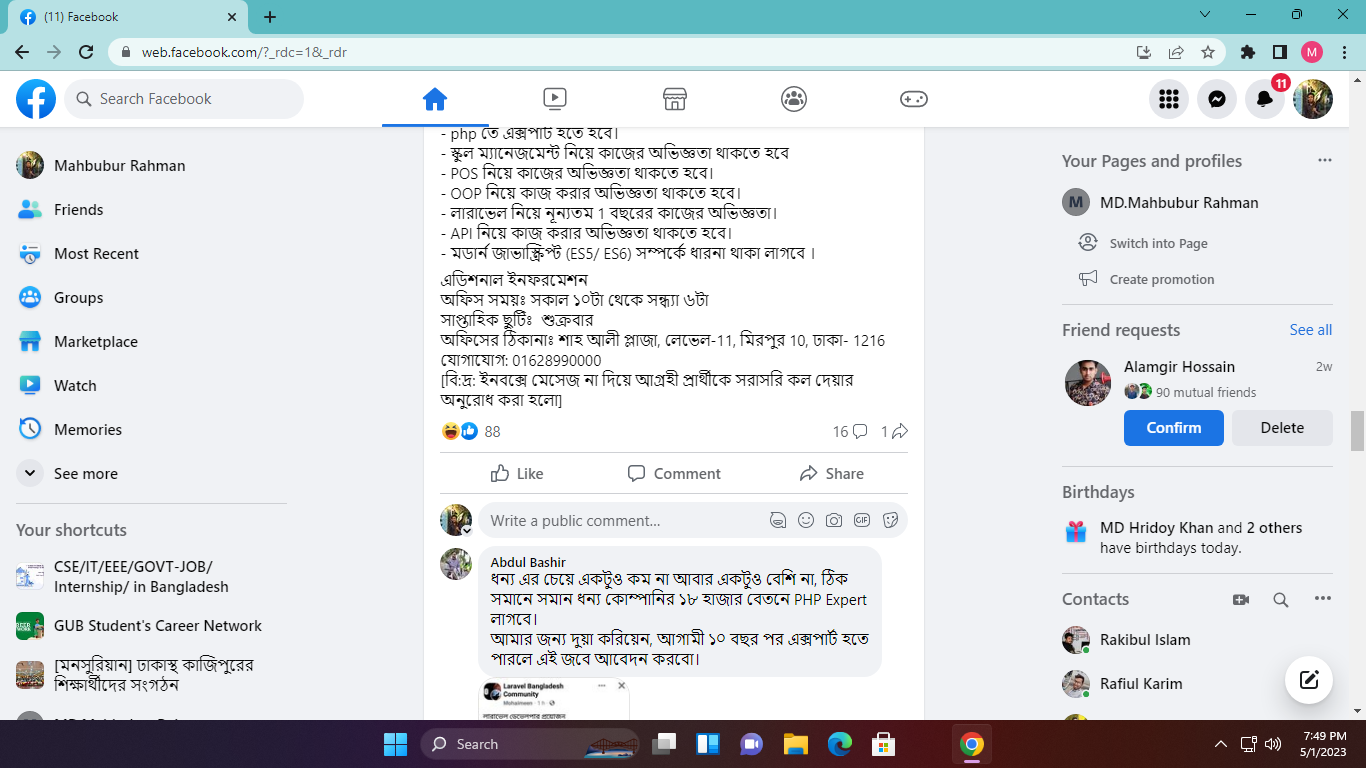 (11) Facebook
web.facebook.com/?_rdc=1&_rdr
M
Search Facebook
11
Mahbubur Rahman
Friends
Most Recent
Groups
Marketplace
Watch
Memories
See more
Your shortcuts
CSE/IT/EEE/GOVT-JOB/
Internship/ in Bangladesh
GUB Student's Career Network
[মনসুরিয়ান] ঢাকাস্থ কাজিপুরের
শিক্ষার্থীদের সংগঠন
- php তে এক্সপার্ট হতে হবে।
- স্কুল ম্যানেজমেন্ট নিয়ে কাজের অভিজ্ঞতা থাকতে হবে
- POS নিয়ে কাজের অভিজ্ঞতা থাকতে হবে।
- OOP নিয়ে কাজ করার অভিজ্ঞতা থাকতে হবে।
- লারাভেল নিয়ে নূন্যতম 1 বছরের কাজের অভিজ্ঞতা।
- API নিয়ে কাজ করার অভিজ্ঞতা থাকতে হবে।
- মডার্ন জাভাস্ক্রিপ্ট (ES5/ ES6) সম্পর্কে ধারনা থাকা লাগবে ।
এডিশনাল ইনফরমেশন
অফিস সময়ঃ সকাল ১০টা থেকে সন্ধ্যা ৬টা
সাপ্তাহিক ছুটিঃ শুক্রবার
অফিসের ঠিকানাঃ শাহ আলী প্লাজা, লেভেল-11, মিরপুর 10, ঢাকা- 1216
যোগাযোগ: 01628990000
[বি:দ্র: ইনবক্সে মেসেজ না দিয়ে আগ্রহী প্রার্থীকে সরাসরি কল দেয়ার
অনুরোধ করা হলো]
88
16 1
Like Comment Share
Write a public comment...
GIF
Abdul Bashir
ধন্য এর চেয়ে একটুও কম না আবার একটুও বেশি না, ঠিক
সমানে সমান ধন্য কোম্পানির ১৮ হাজার বেতনে PHP Expert
লাগবে।
আমার জন্য দুয়া করিয়েন, আগামী ১০ বছর পর এক্সপার্ট হতে
পারলে এই জবে আবেদন করবো।
Laravel Bangladesh
Community
Mohaimeen · 1 h
লারাভেল ডেভেলপার প্রয়োজন
Your Pages and profiles
M MD.Mahbubur Rahman
Switch into Page
Create promotion
Friend requests See all
Alamgir Hossain 2w
90 mutual friends
Confirm Delete
Birthdays
MD Hridoy Khan and 2 others
have birthdays today.
Contacts
Rakibul Islam
Rafiul Karim
Search
7:49 PM
5/1/2023